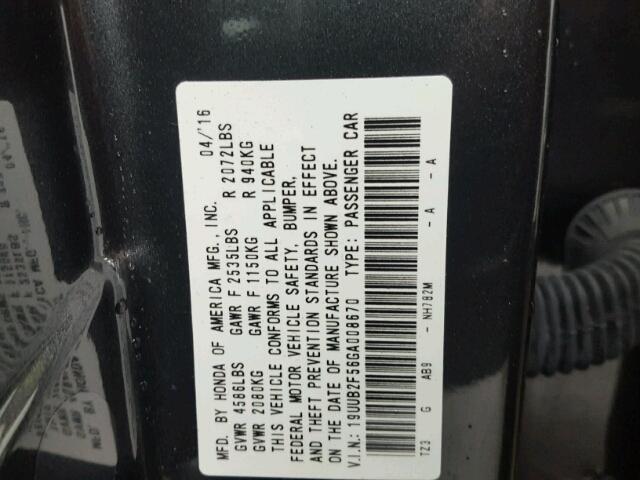 MFD. BY HONDA OF AMERICA MFG., INC. 04/'16
GVWR 4586LBS GAWR F 2535LBS R 2072LBS
GVWR 2080KG GAWR F 1150KG R 940KG
THIS VEHICLE CONFORMS TO ALL APPLICABLE
FEDERAL MOTOR VEHICLE SAFETY, BUMPER,
AND THEFT PREVENTION STANDARDS IN EFFECT
ON THE DATE OF MANUFACTURE SHOWN ABOVE.
V.I.N.: 19UUB2F56GA008670 TYPE: PASSENGER CAR
TZ3 G AB9 - NH782M - A - A